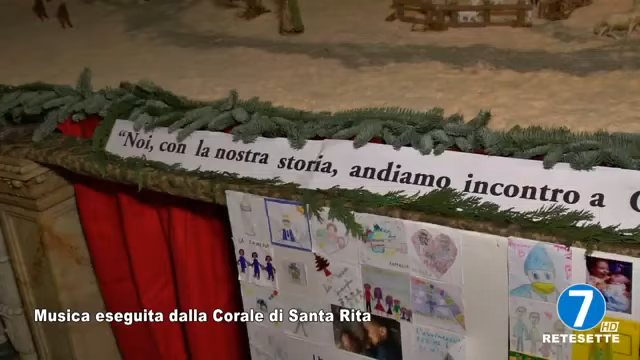 “Noi, con la nostra storia, andiamo incontro a
Musica eseguita dalla Corale di Santa Rita
7
HD
RETESETTE